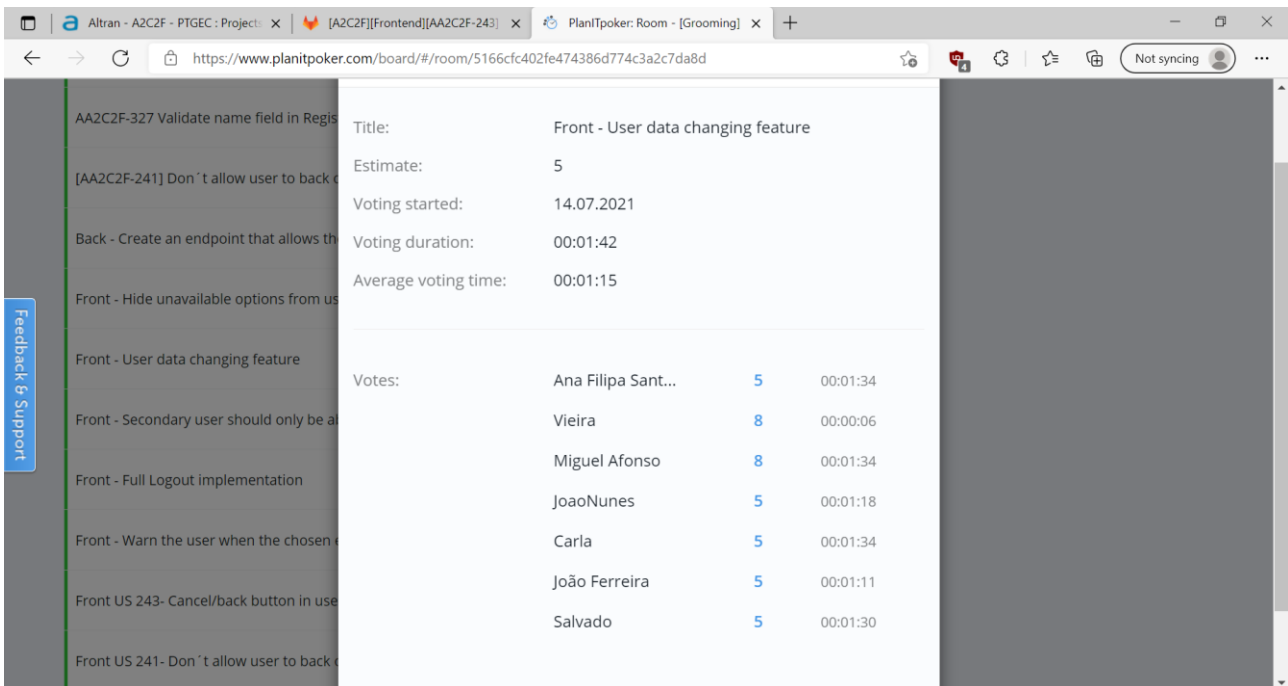 Altran - A2C2F - PTGEC : Projects
[A2C2F][Frontend][AA2C2F-243]
PlanITpoker: Room - [Grooming]
https://www.planitpoker.com/board/#/room/5166cfc402fe474386d774c3a2c7da8d
4
Not syncing
Feedback & Support
AA2C2F-327 Validate name field in Regis
[AA2C2F-241] Don´t allow user to back
Back - Create an endpoint that allows th
Front - Hide unavailable options from us
Front - User data changing feature
Front - Secondary user should only be a
Front - Full Logout implementation
Front - Warn the user when the chosen
Front US 243- Cancel/back button in use
Front US 241- Don´t allow user to back
Title: Front - User data changing feature
Estimate: 5
Voting started: 14.07.2021
Voting duration: 00:01:42
Average voting time: 00:01:15
Votes: Ana Filipa Sant... 5 00:01:34
Vieira 8 00:00:06
Miguel Afonso 8 00:01:34
JoaoNunes 5 00:01:18
Carla 5 00:01:34
João Ferreira 5 00:01:11
Salvado 5 00:01:30